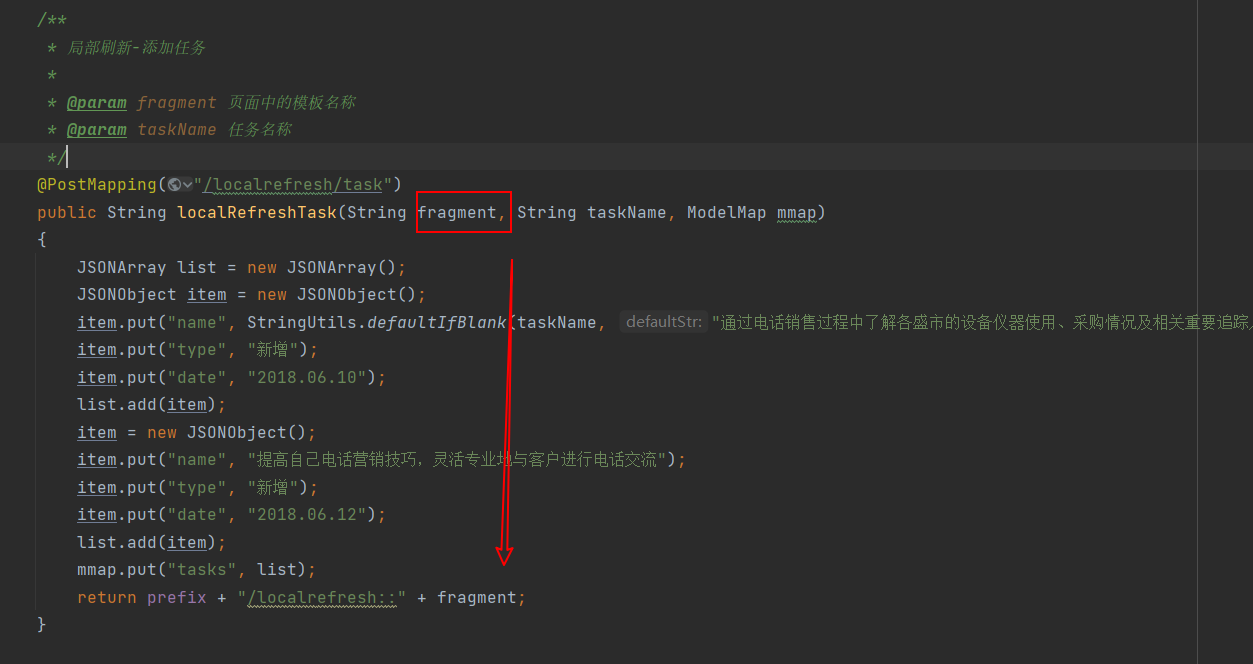 /**
 * 局部刷新-添加任务
 *
 * @param fragment 页面中的模板名称
 * @param taskName 任务名称
 */
@PostMapping("/localrefresh/task")
public String localRefreshTask(String fragment, String taskName, ModelMap mmap)
{
    JSONArray list = new JSONArray();
    JSONObject item = new JSONObject();
    item.put("name", StringUtils.defaultIfBlank(taskName, defaultStr: "通过电话销售过程中了解各盛市的设备仪器使用、采购情况及相关重要追踪
    item.put("type", "新增");
    item.put("date", "2018.06.10");
    list.add(item);
    item = new JSONObject();
    item.put("name", "提高自己电话营销技巧，灵活专业地与客户进行电话交流");
    item.put("type", "新增");
    item.put("date", "2018.06.12");
    list.add(item);
    mmap.put("tasks", list);
    return prefix + "/localrefresh::" + fragment;
}